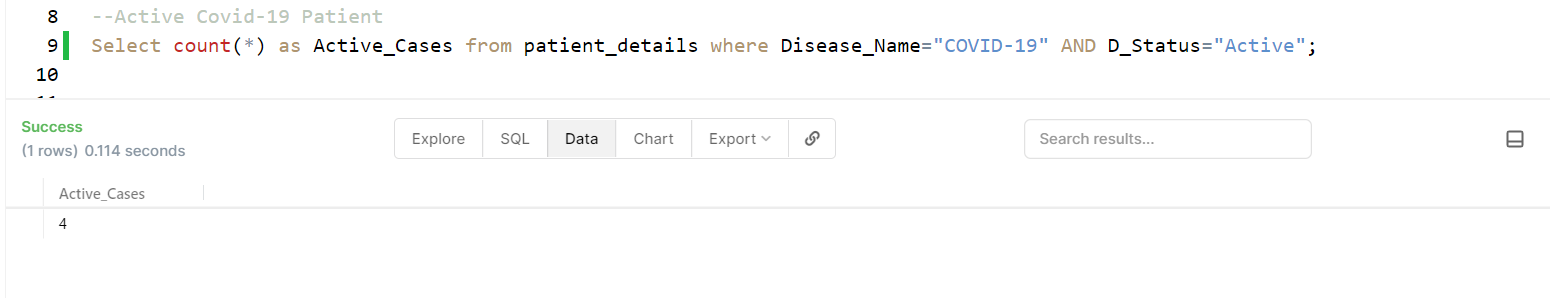 8 --Active Covid-19 Patient
9 Select count(*) as Active_Cases from patient_details where Disease_Name="COVID-19" AND D_Status="Active";
10
Success
Explore SQL Data Chart Export Search results...
(1 rows) 0.114 seconds
Active_Cases
4